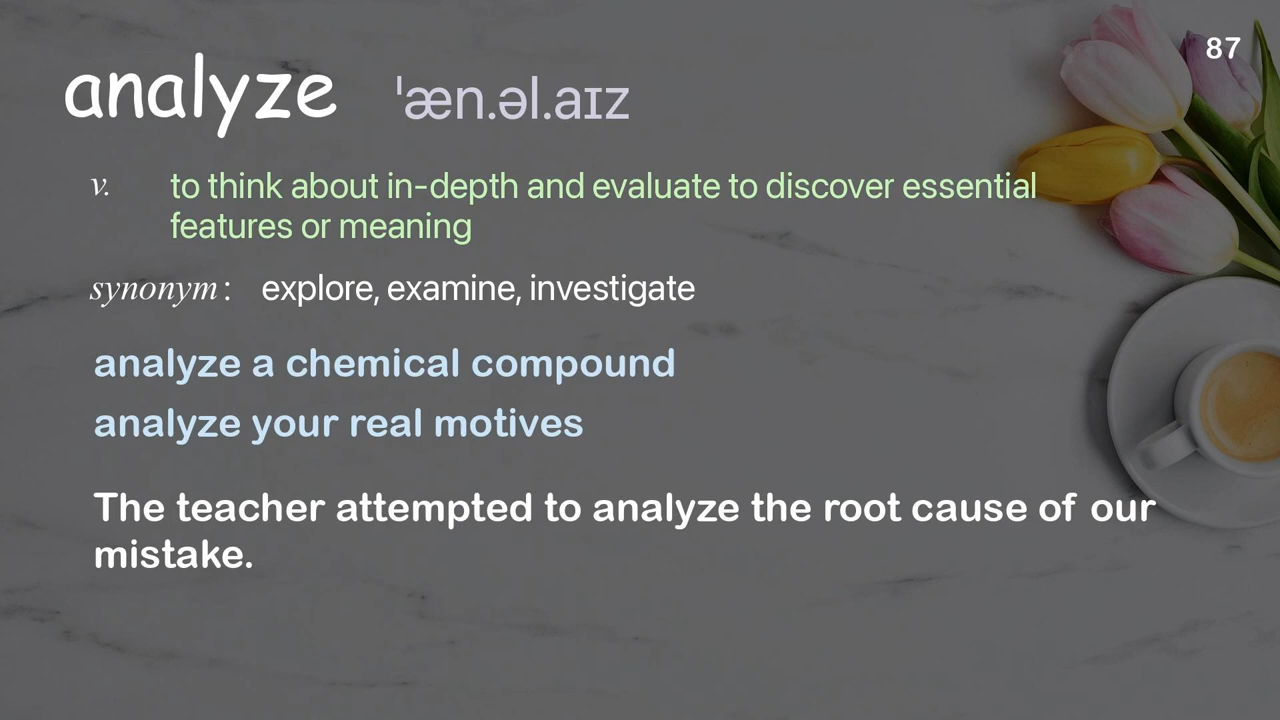 87
analyze ˈæn.əl.aɪz
v. to think about in-depth and evaluate to discover essential
features or meaning
synonym : explore, examine, investigate
analyze a chemical compound
analyze your real motives
The teacher attempted to analyze the root cause of our
mistake.